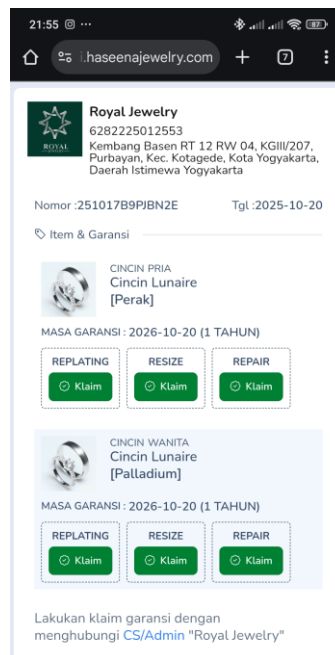 21:55
87
i.haseenajewelry.com
7
ROYAL
Royal Jewelry
6282225012553
Kembang Basen RT 12 RW 04, KGIII/207,
Purbayan, Kec. Kotagede, Kota Yogyakarta,
Daerah Istimewa Yogyakarta
Nomor :251017B9PJBN2E Tgl :2025-10-20
Item & Garansi
CINCIN PRIA
Cincin Lunaire
[Perak]
MASA GARANSI : 2026-10-20 (1 TAHUN)
REPLATING RESIZE REPAIR
Klaim Klaim Klaim
CINCIN WANITA
Cincin Lunaire
[Palladium]
MASA GARANSI : 2026-10-20 (1 TAHUN)
REPLATING RESIZE REPAIR
Klaim Klaim Klaim
Lakukan klaim garansi dengan
menghubungi CS/Admin "Royal Jewelry"